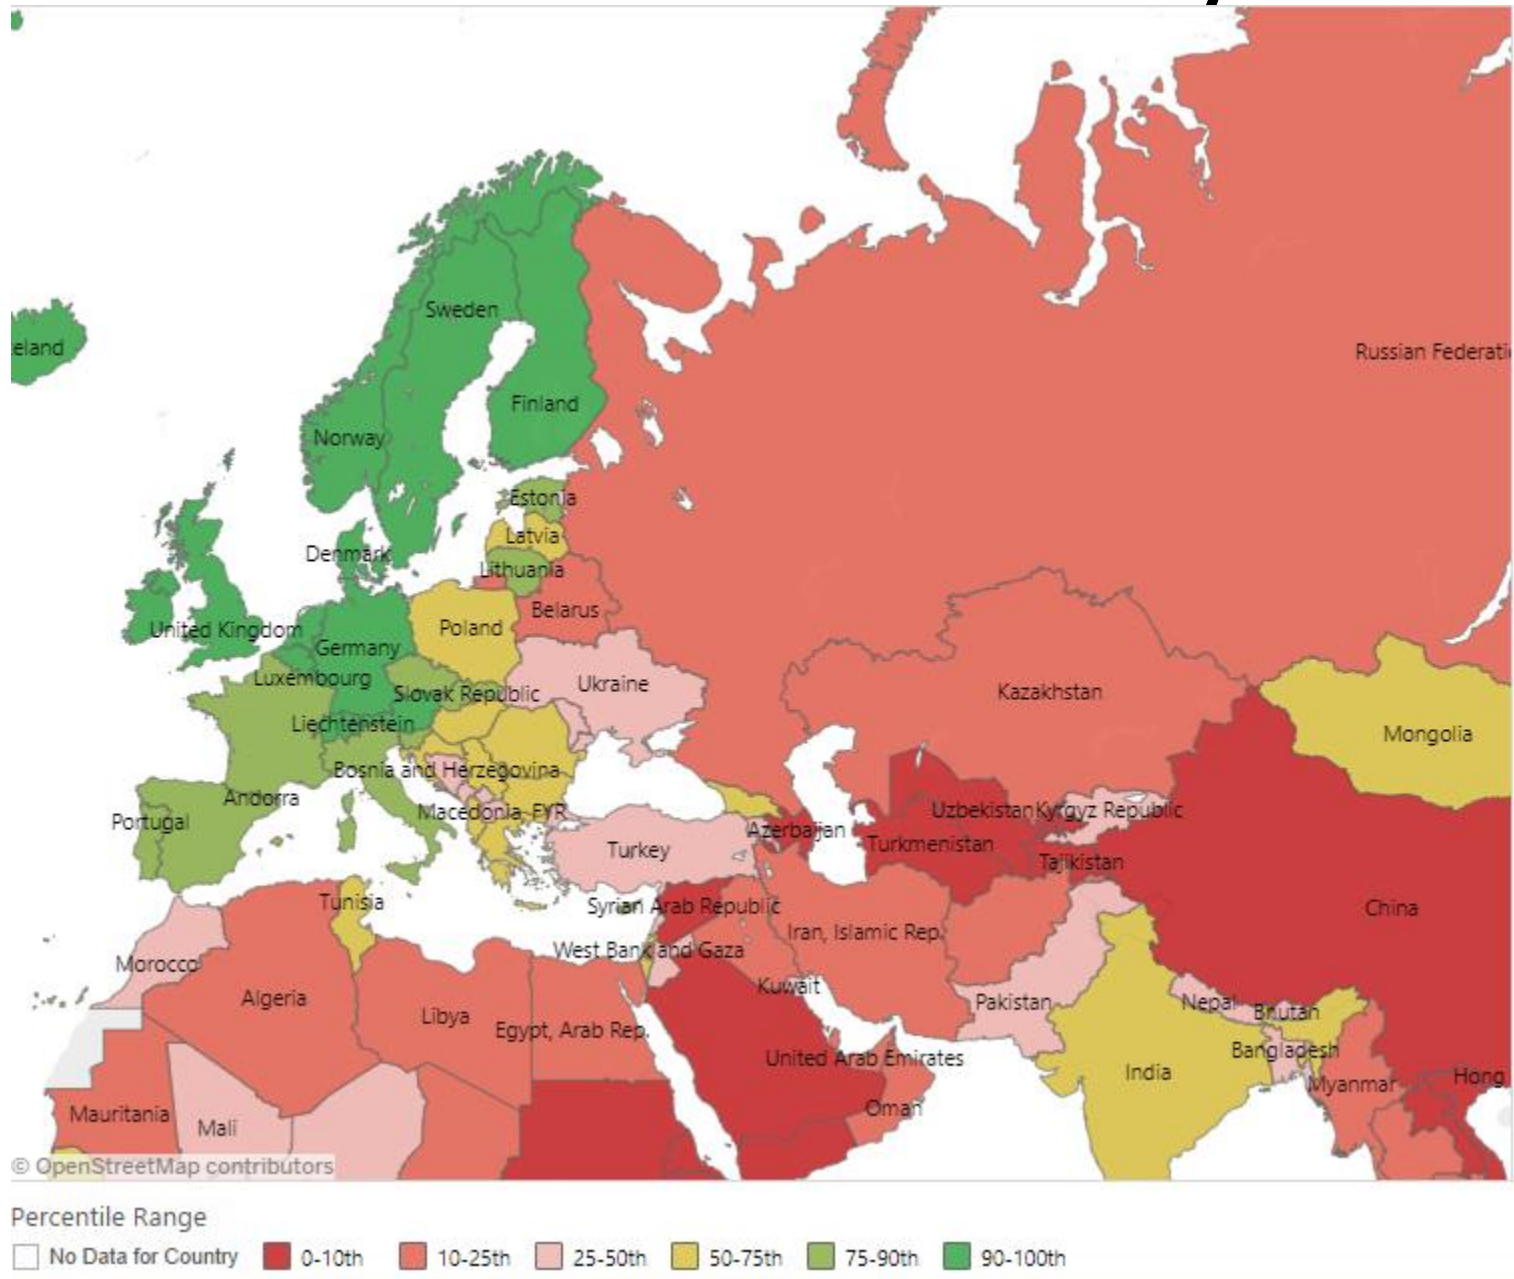 Sweden
eland
Russian Federati
Finland
Norway
Estonia
Latvia
Denmark
Lithuania
Belarus
United Kingdom
Poland
Germany
Luxembourg
Slovak Republic
Ukraine
Kazakhstan
Liechtenstein
Mongolia
Bosnia and Herzegovina
Andorra
Macedonia, FYR
Uzbekistan
Kyrgyz Republic
Portugal
Azerbaijan
Turkmenistan
Turkey
Tajikistan
Tunisia
Syrian Arab Republic
China
Iran, Islamic Rep.
West Bank and Gaza
Morocco
Kuwait
Algeria
Pakistan
Nepal
Bhutan
Libya
Egypt, Arab Rep.
Bangladesh
United Arab Emirates
India
Myanmar
Hong
Oman
Mauritania
Mali
© OpenStreetMap contributors
Percentile Range
No Data for Country 0-10th 10-25th 25-50th 50-75th 75-90th 90-100th